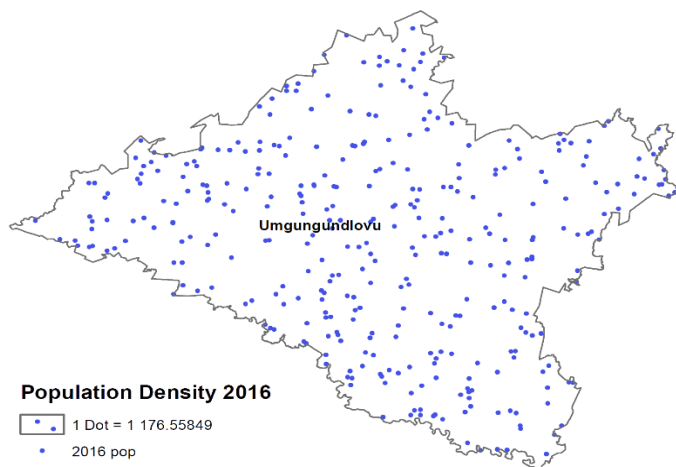 Umgungundlovu
Population Density 2016
1 Dot = 1 176.55849
2016 pop